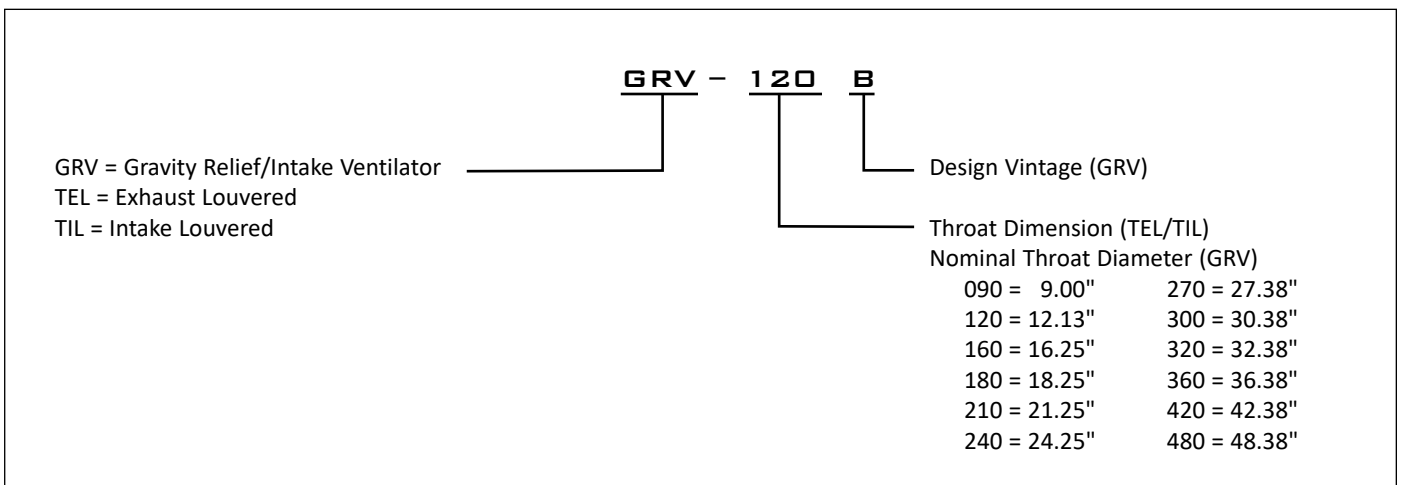 GRV - 120 B
GRV = Gravity Relief/Intake Ventilator
TEL = Exhaust Louvered
TIL = Intake Louvered
Design Vintage (GRV)
Throat Dimension (TEL/TIL)
Nominal Throat Diameter (GRV)
090 = 9.00" 270 = 27.38"
120 = 12.13" 300 = 30.38"
160 = 16.25" 320 = 32.38"
180 = 18.25" 360 = 36.38"
210 = 21.25" 420 = 42.38"
240 = 24.25" 480 = 48.38"